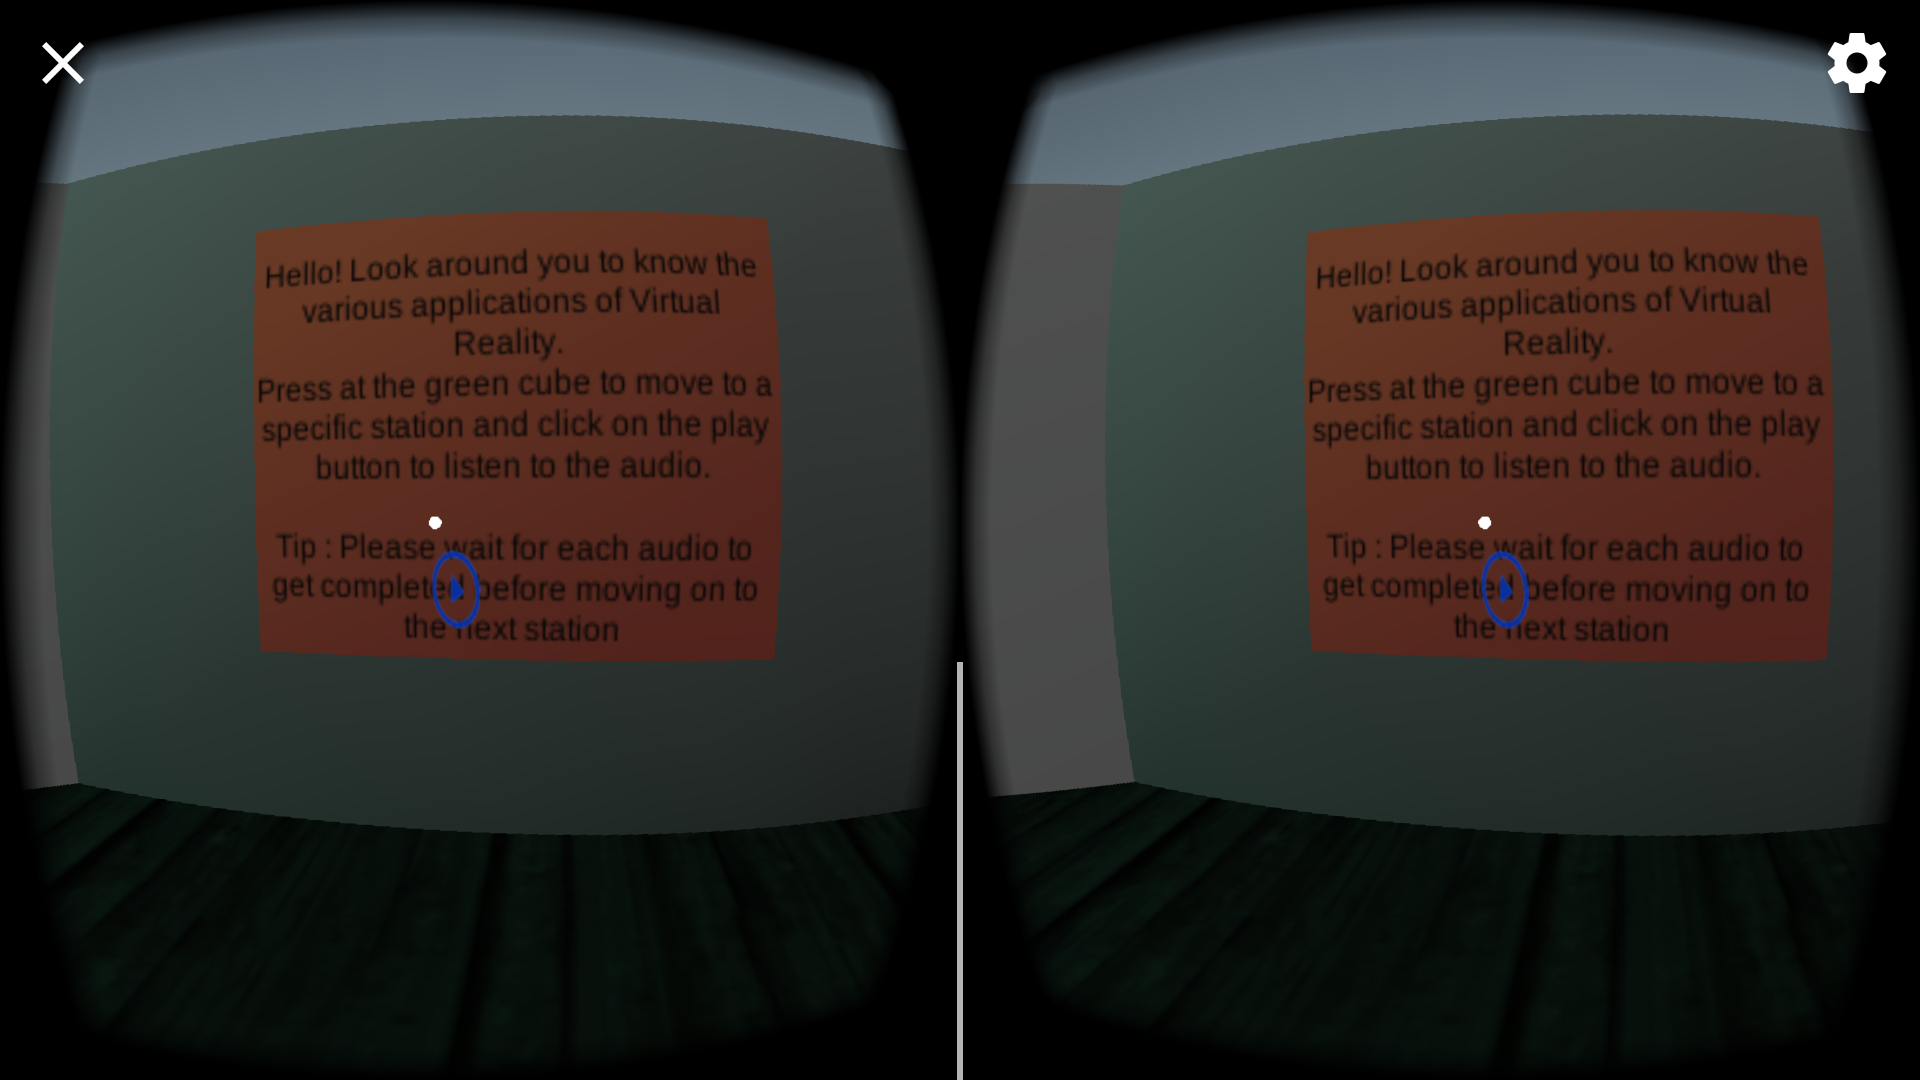 Hello! Look around you to know the
various applications of Virtual
Reality.
Press at the green cube to move to a
specific station and click on the play
button to listen to the audio.
Tip : Please wait for each audio to
get completed before moving on to
the next station
Hello! Look around you to know the
various applications of Virtual
Reality.
Press at the green cube to move to a
specific station and click on the play
button to listen to the audio.
Tip : Please wait for each audio to
get completed before moving on to
the next station